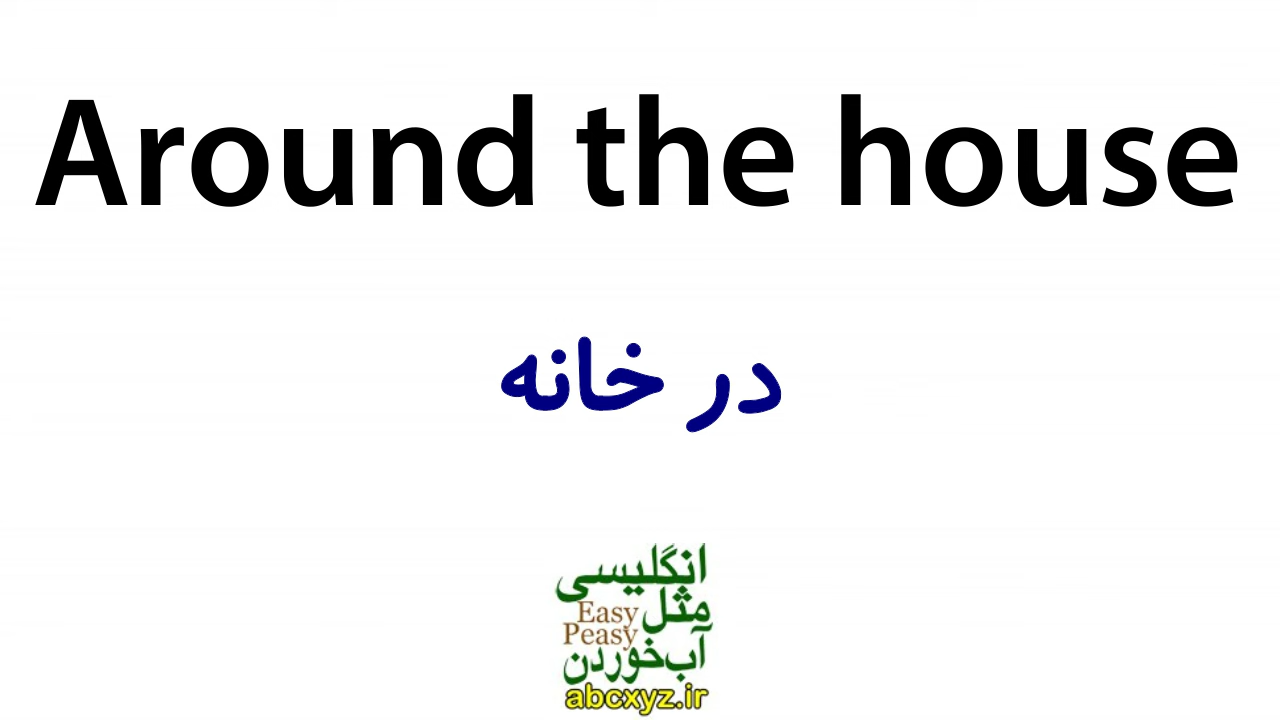 Around the house
در خانه
انگلیسی
مثل Easy
Peasy
آب‌خوردن
abcxyz.ir